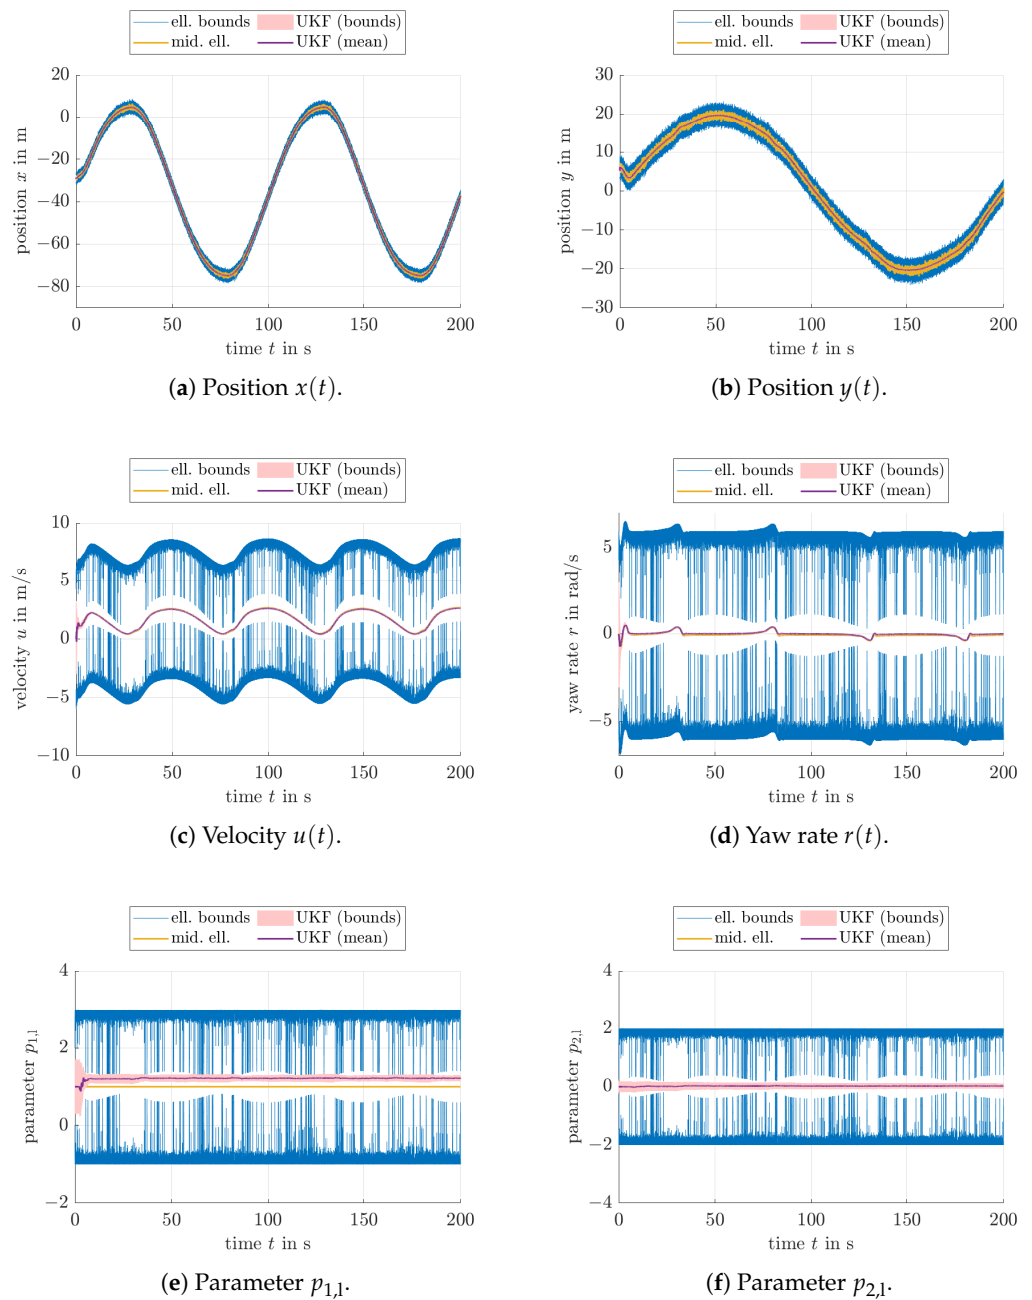 ell. bounds UKF (bounds)
mid. ell. UKF (mean)
20
0
−20
−40
−60
−80
position x in m
0 50 100 150 200
time t in s
(a) Position x(t).
ell. bounds UKF (bounds)
mid. ell. UKF (mean)
30
20
10
0
−10
−20
−30
position y in m
0 50 100 150 200
time t in s
(b) Position y(t).
ell. bounds UKF (bounds)
mid. ell. UKF (mean)
10
5
0
−5
−10
velocity u in m/s
0 50 100 150 200
time t in s
(c) Velocity u(t).
ell. bounds UKF (bounds)
mid. ell. UKF (mean)
5
0
−5
yaw rate r in rad/s
0 50 100 150 200
time t in s
(d) Yaw rate r(t).
ell. bounds UKF (bounds)
mid. ell. UKF (mean)
4
2
0
−2
parameter p1,l
0 50 100 150 200
time t in s
(e) Parameter p1,l.
ell. bounds UKF (bounds)
mid. ell. UKF (mean)
4
2
0
−2
−4
parameter p2,l
0 50 100 150 200
time t in s
(f) Parameter p2,l.